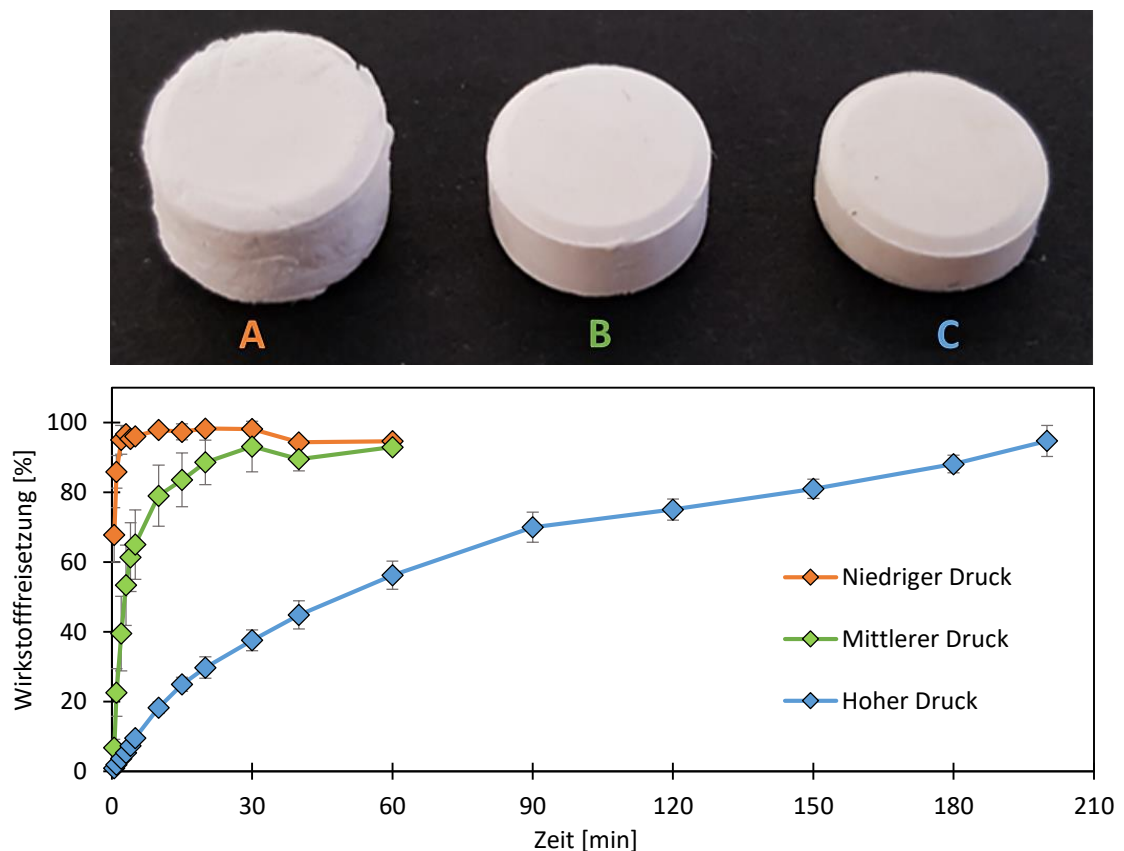 A B C
Wirkstofffreisetzung [%]
100
80
60
40
20
0
Niedriger Druck
Mittlerer Druck
Hoher Druck
0 30 60 90 120 150 180 210
Zeit [min]